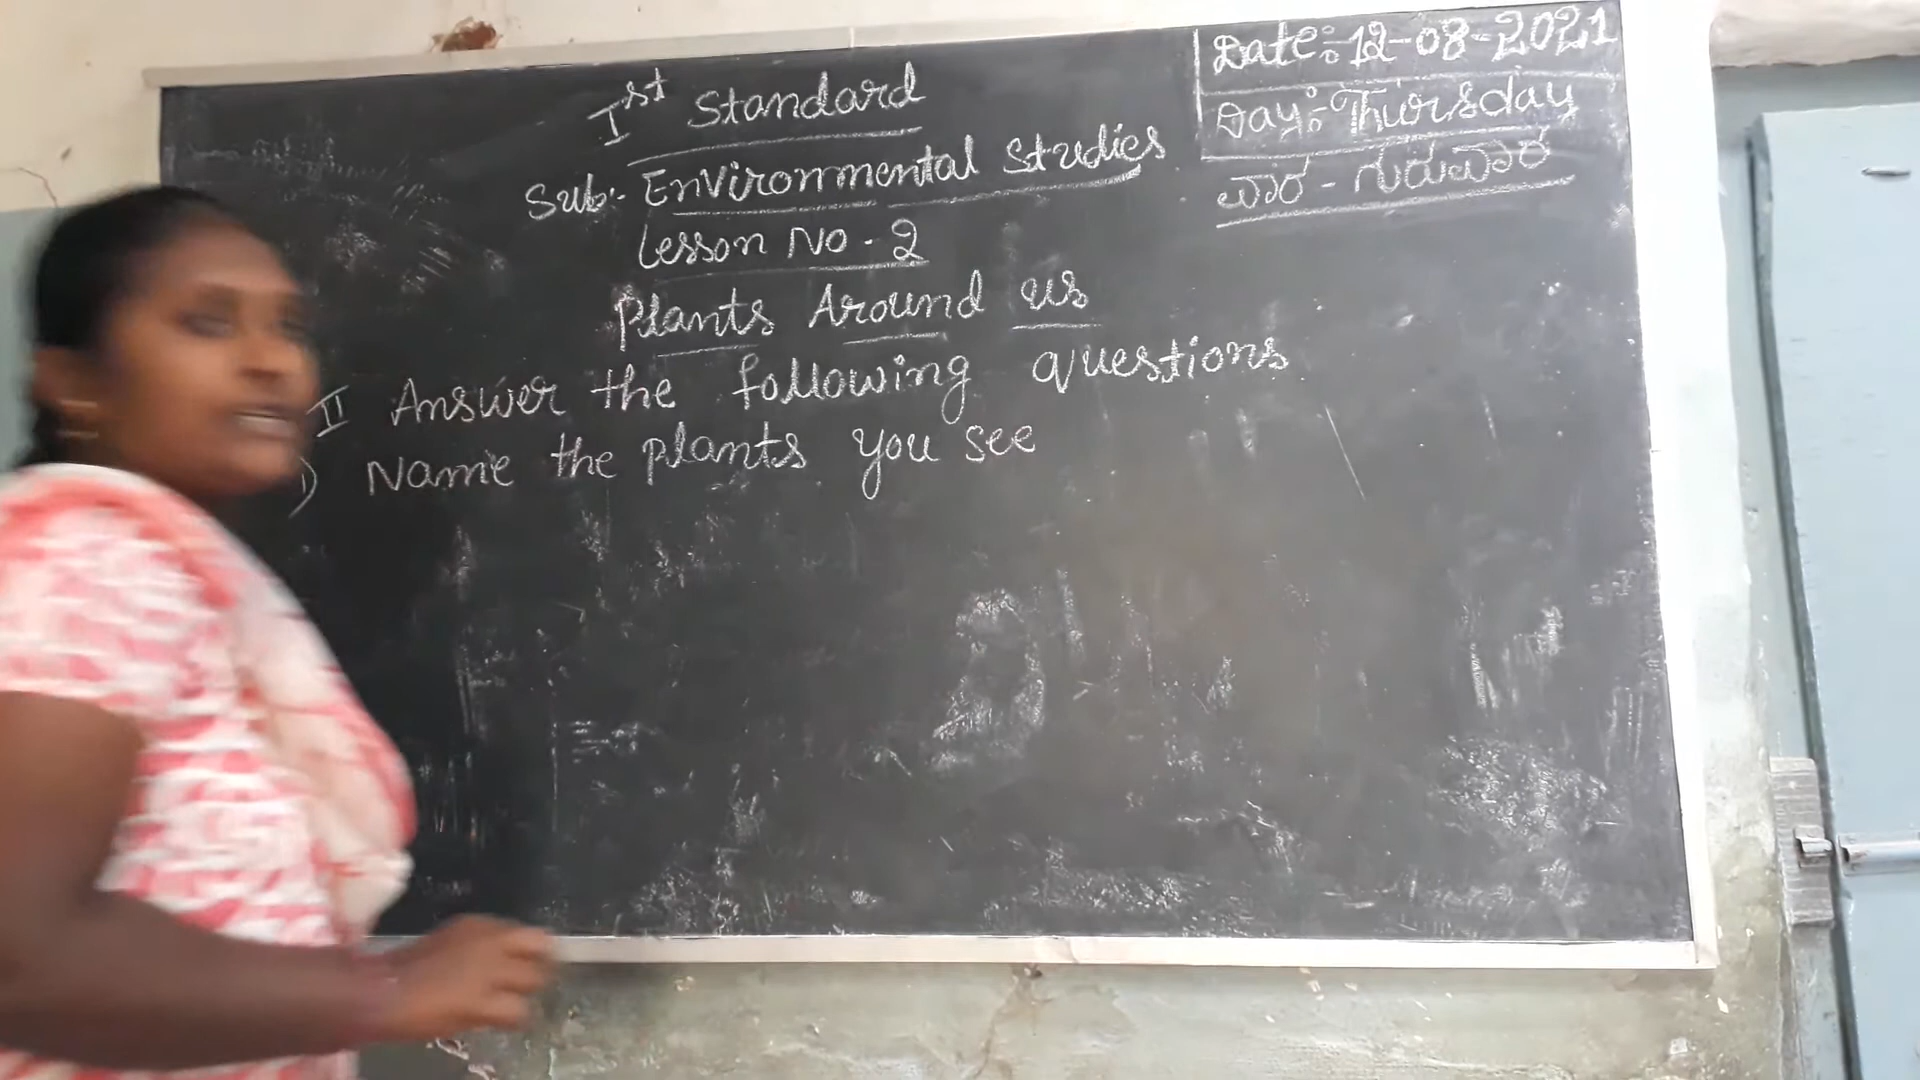 Date:- 12-08-2021
Day:- Thursday
ವಾರ - ಗುರುವಾರ
Ist Standard
Sub:- Environmental Studies
Lesson No - 2
Plants Around us
II Answer the following questions
1) Name the plants you see